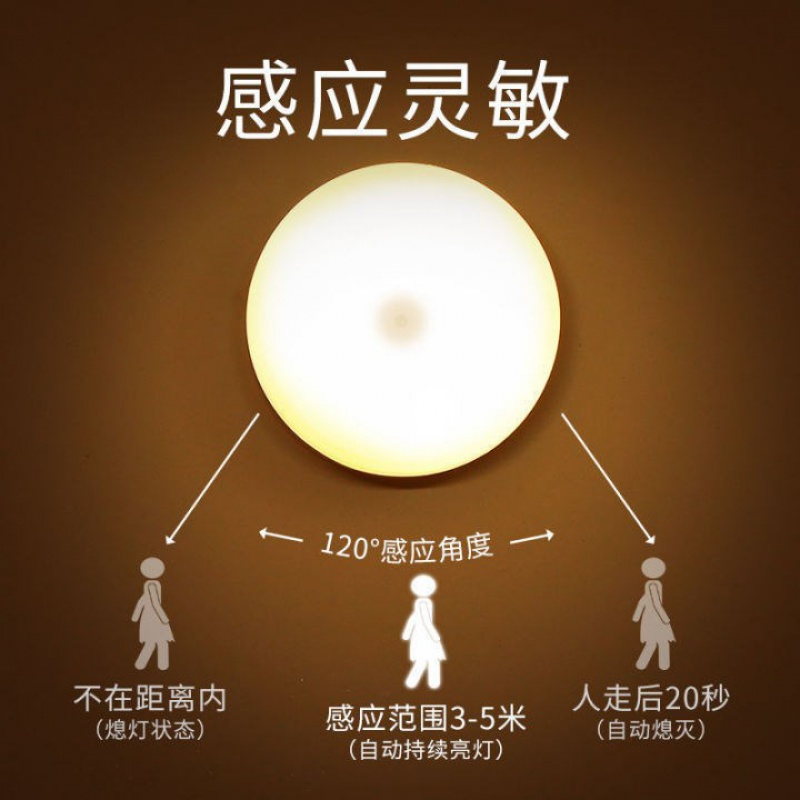 感应灵敏
120°感应角度
不在距离内
（熄灯状态）
感应范围3-5米
（自动持续亮灯）
人走后20秒
（自动熄灭）